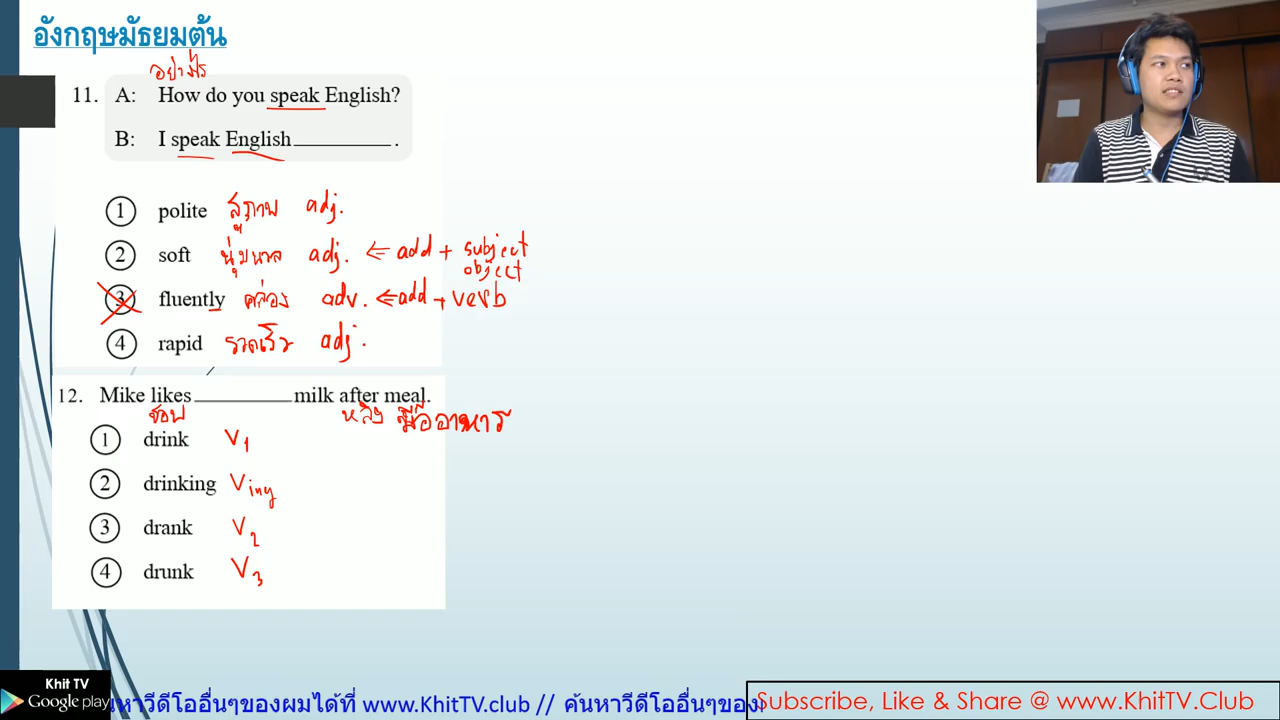 อังกฤษมัธยมต้น
อย่างไร
11. A: How do you speak English?
B: I speak English__________.
1 polite สุภาพ adj.
2 soft นุ่มนวล adj. ⇐ add + subject
object
3 fluently คล่อง adv. ⇐ add + verb
4 rapid รวดเร็ว adj.
12. Mike likes__________milk after meal.
ชอบ หลัง มื้ออาหาร
1 drink V1
2 drinking Ving
3 drank V2
4 drunk V3
Khit TV
Google play
หาวีดีโออื่นๆของผมได้ที่ www.KhitTV.club // ค้นหาวีดีโออื่นๆของ
Subscribe, Like & Share @ www.KhitTV.Club